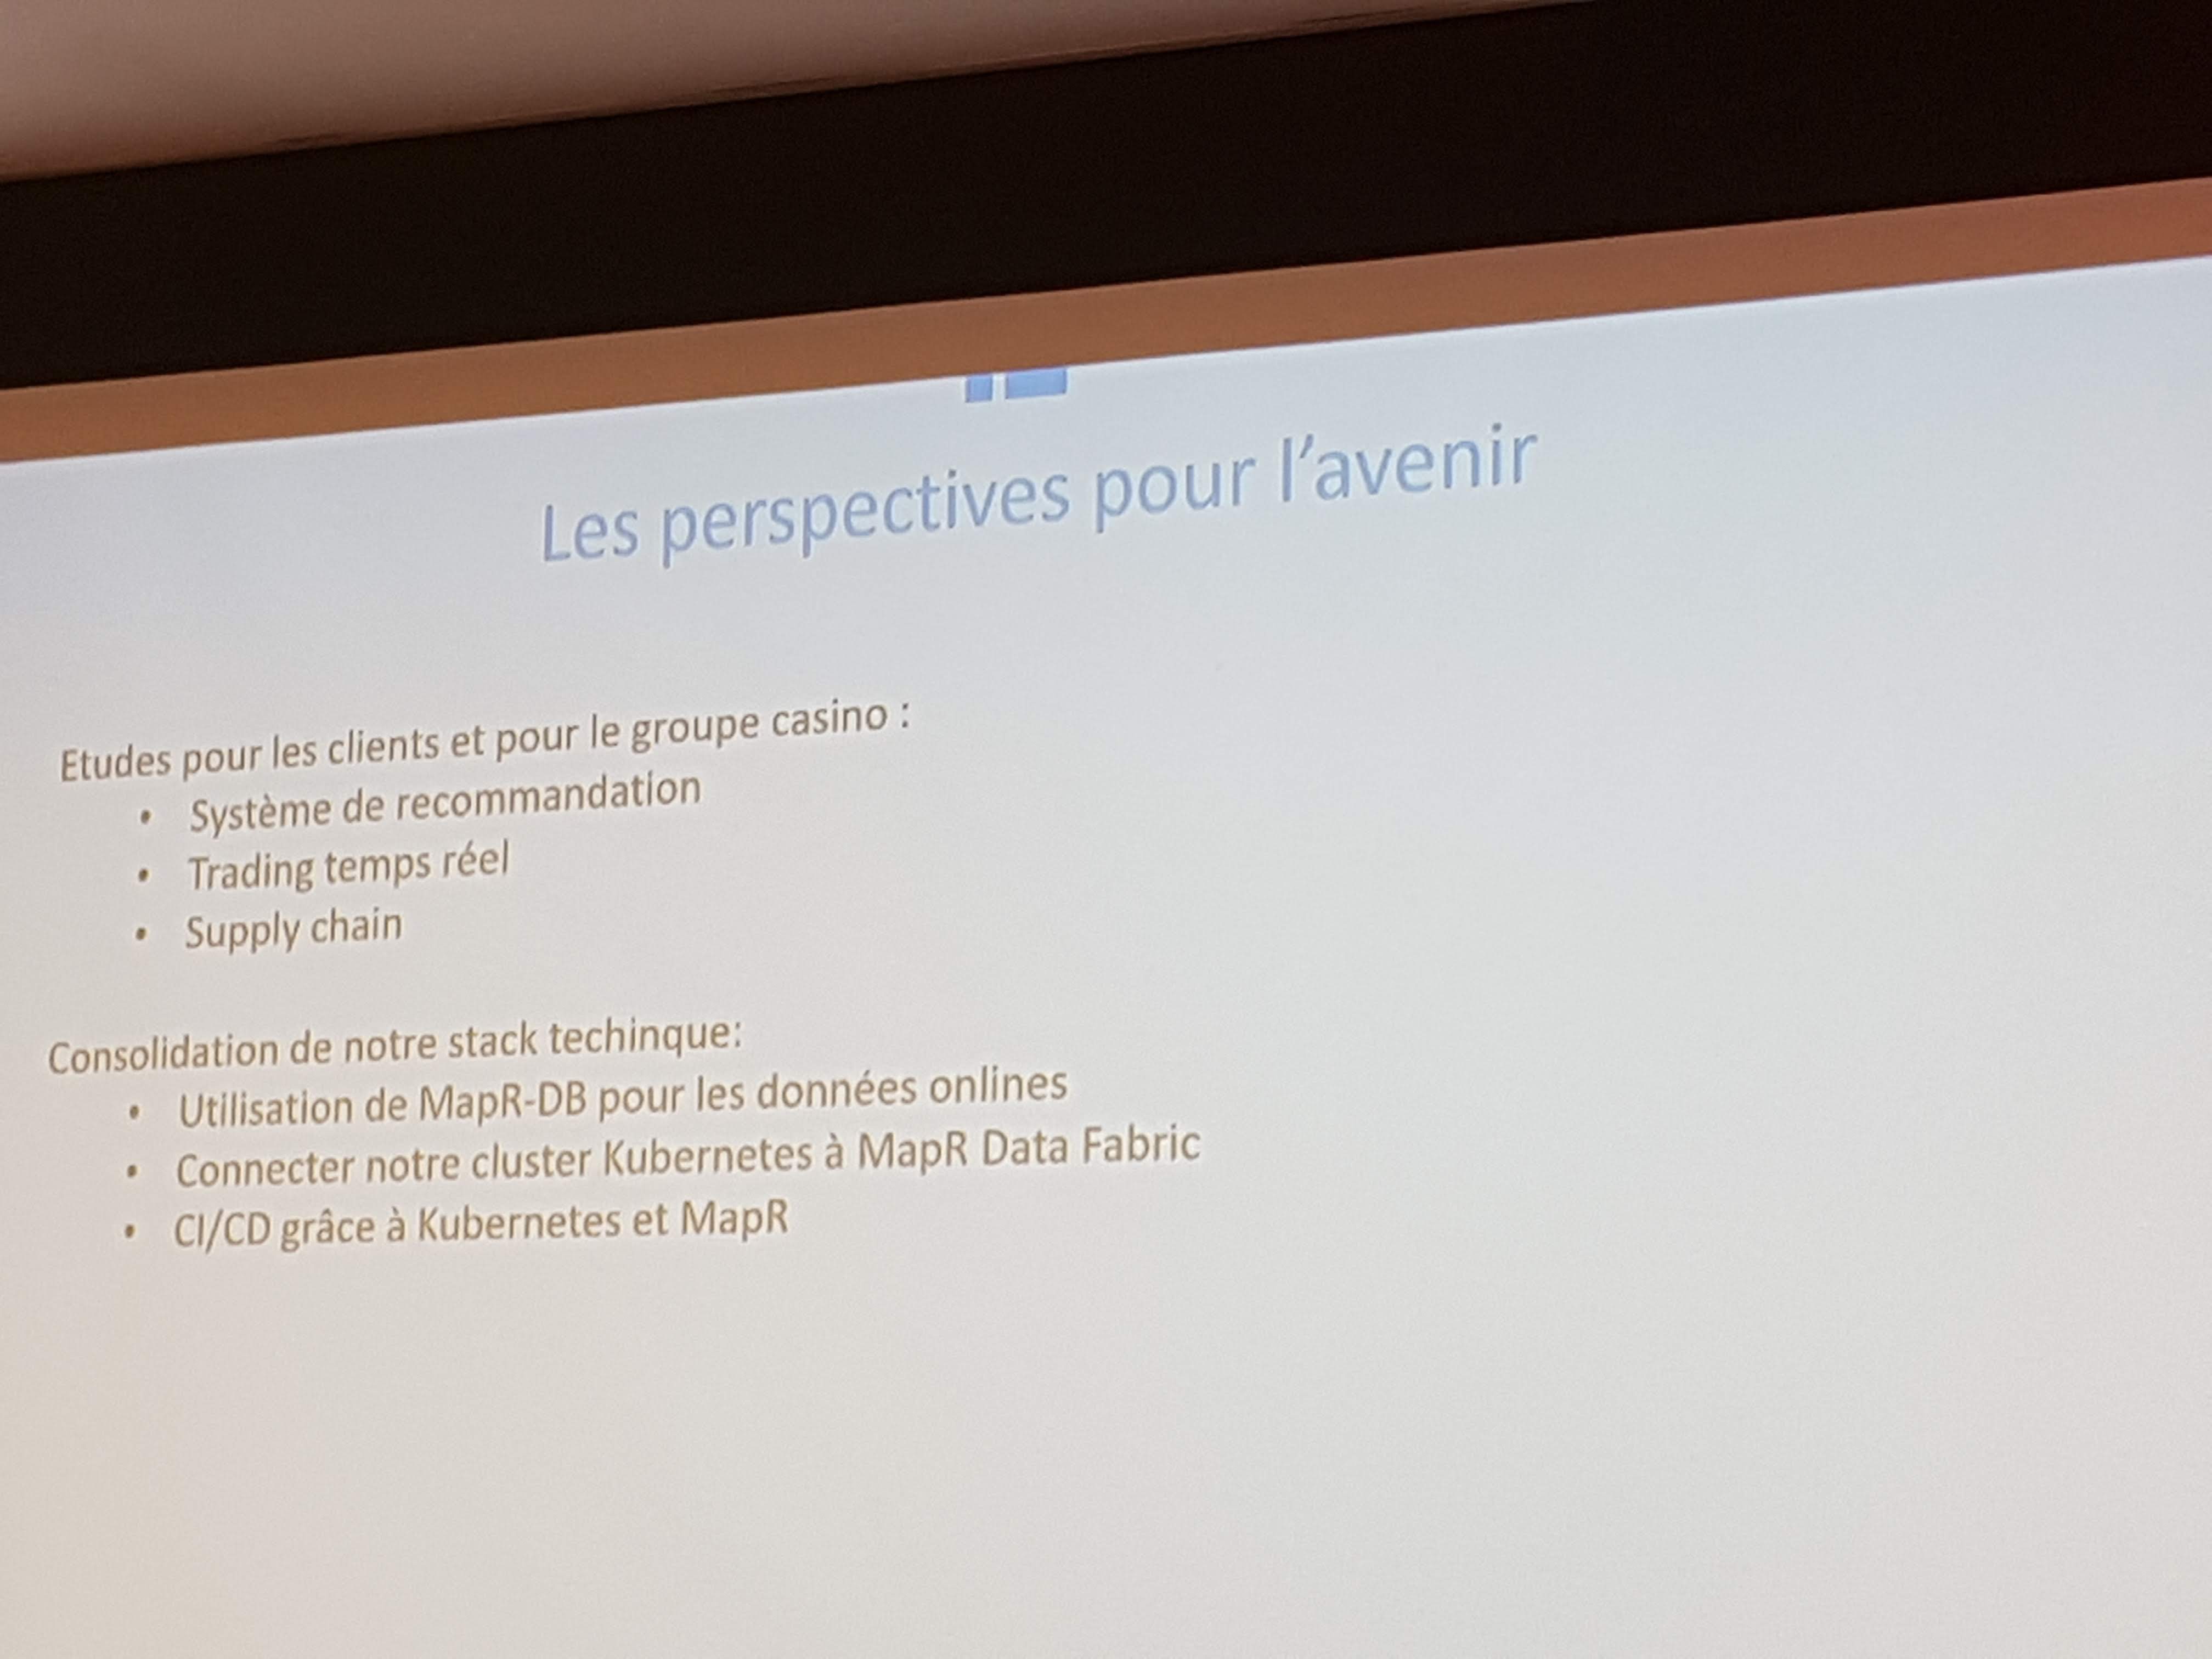 Les perspectives pour l'avenir
Etudes pour les clients et pour le groupe casino :
• Système de recommandation
• Trading temps réel
• Supply chain
Consolidation de notre stack techinque:
• Utilisation de MapR-DB pour les données onlines
• Connecter notre cluster Kubernetes à MapR Data Fabric
• CI/CD grâce à Kubernetes et MapR